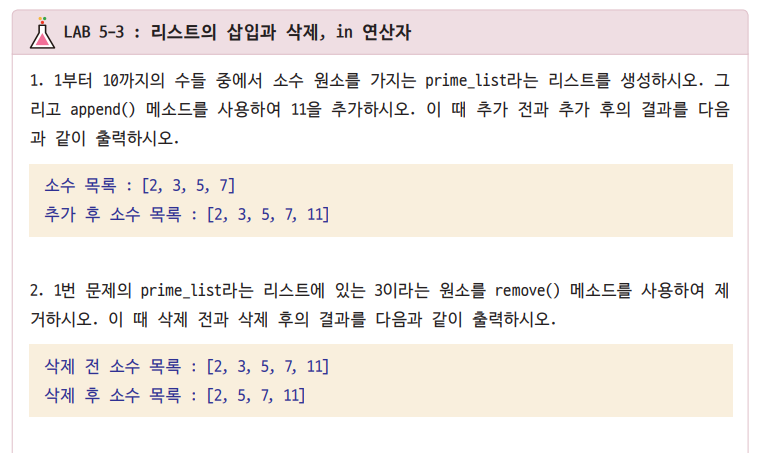 LAB 5-3 : 리스트의 삽입과 삭제, in 연산자
1. 1부터 10까지의 수들 중에서 소수 원소를 가지는 prime_list라는 리스트를 생성하시오. 그
리고 append() 메소드를 사용하여 11을 추가하시오. 이 때 추가 전과 추가 후의 결과를 다음
과 같이 출력하시오.
소수 목록 : [2, 3, 5, 7]
추가 후 소수 목록 : [2, 3, 5, 7, 11]
2. 1번 문제의 prime_list라는 리스트에 있는 3이라는 원소를 remove() 메소드를 사용하여 제
거하시오. 이 때 삭제 전과 삭제 후의 결과를 다음과 같이 출력하시오.
삭제 전 소수 목록 : [2, 3, 5, 7, 11]
삭제 후 소수 목록 : [2, 5, 7, 11]